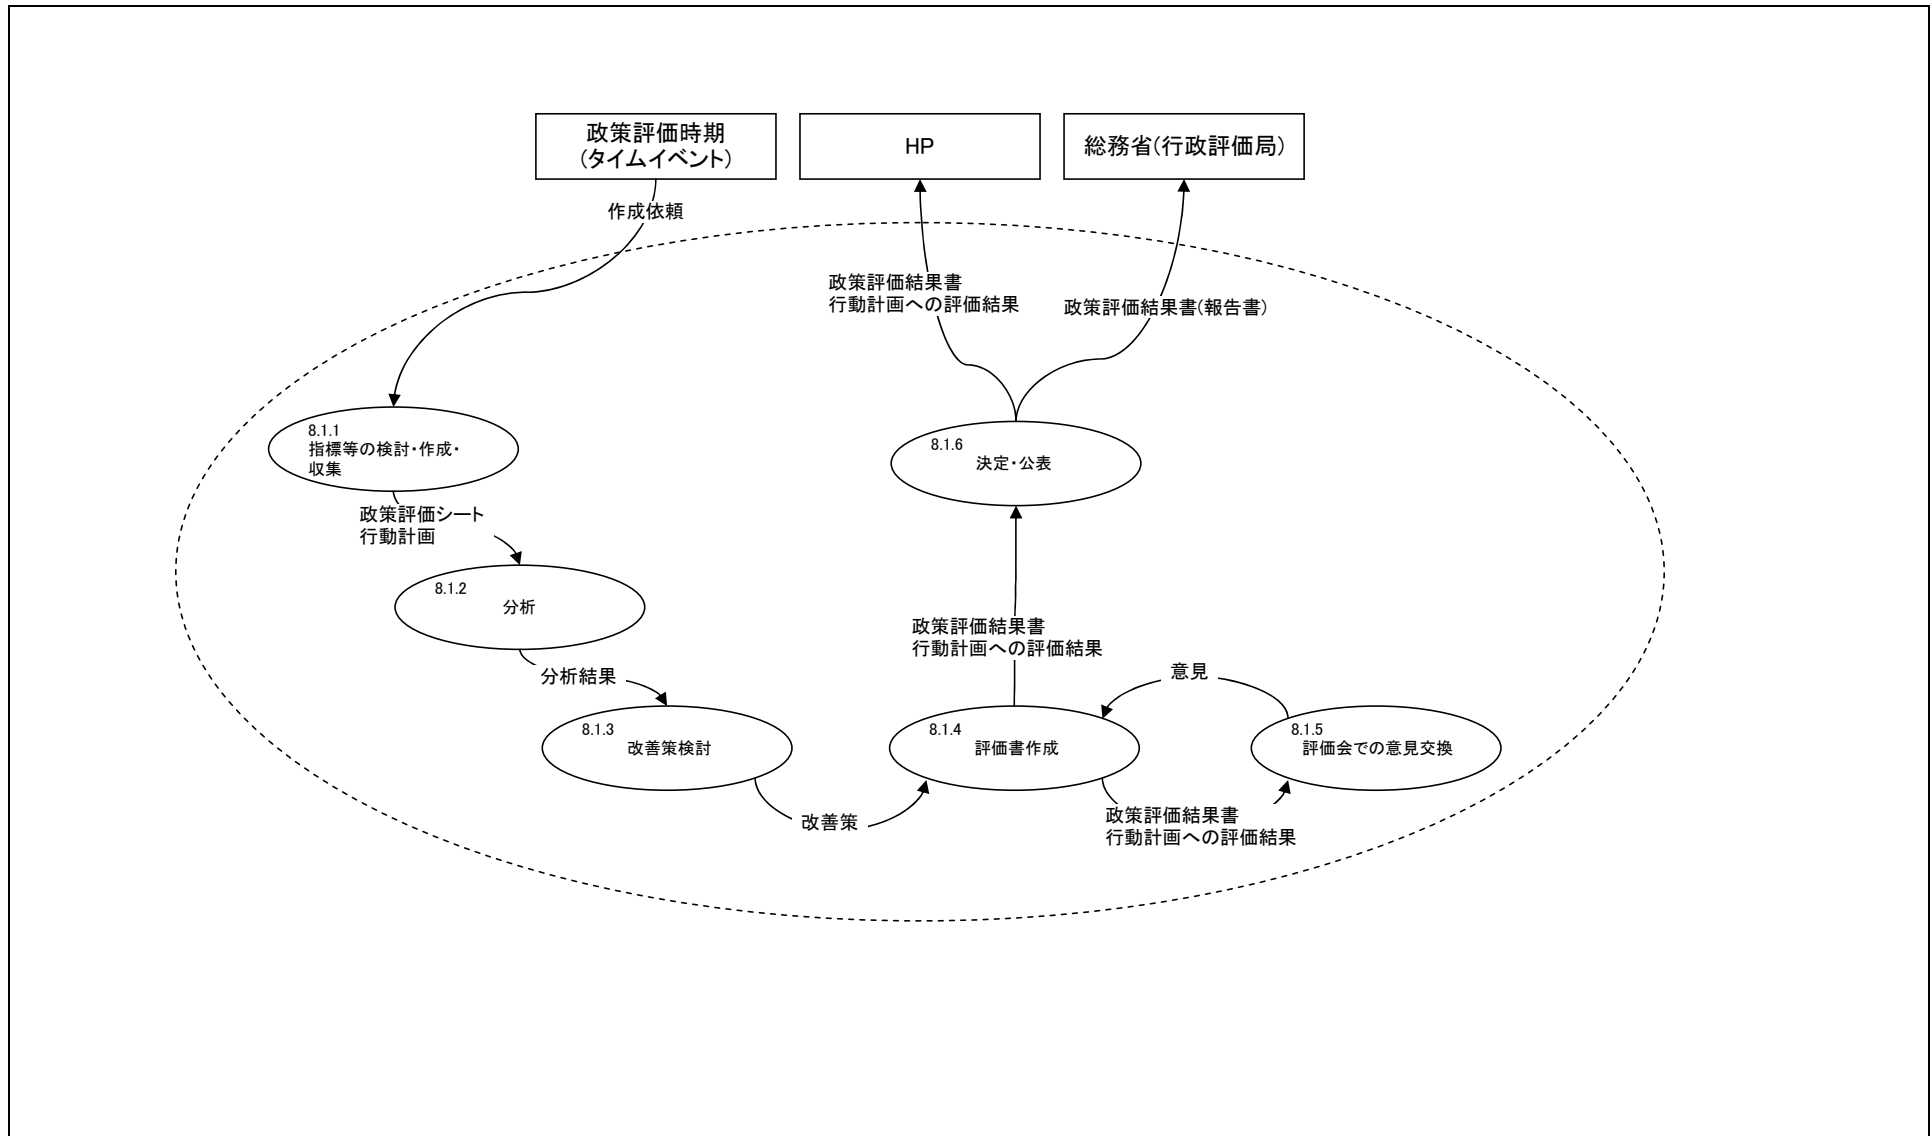 政策評価時期
(タイムイベント)
HP
総務省(行政評価局)
作成依頼
政策評価結果書
行動計画への評価結果
政策評価結果書(報告書)
8.1.1
指標等の検討・作成・
収集
8.1.6
決定・公表
政策評価シート
行動計画
8.1.2
分析
政策評価結果書
行動計画への評価結果
分析結果
意見
8.1.3
改善策検討
8.1.4
評価書作成
8.1.5
評価会での意見交換
改善策
政策評価結果書
行動計画への評価結果